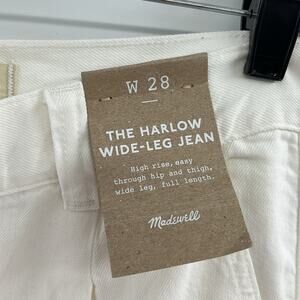 W 28
THE HARLOW
WIDE-LEG JEAN
High rise, easy
through hip and thigh,
wide leg, full length.
Madewell